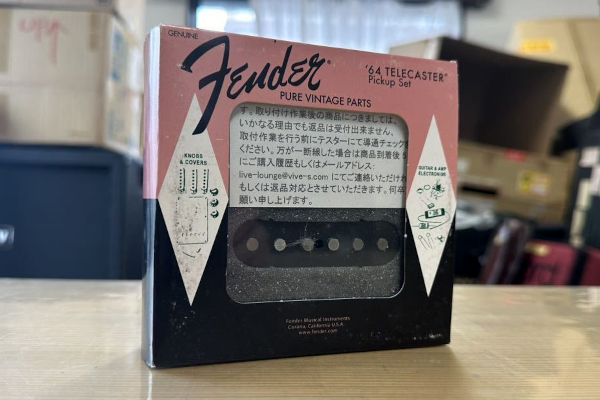 GENUINE
Fender®
'64 TELECASTER®
Pickup Set
PURE VINTAGE PARTS
す。取り付け作業後の商品につきましては、
いかなる理由でも返品は受付出来ません。
取付作業を行う前にテスターにて導通チェックを
ください。万が一断線した場合は商品到着後
にご購入履歴もしくはメールアドレス:
live-lounge@vive-s.com にてご連絡いただけか
もしくは返品対応とさせていただきます。何卒
願い申し上げます。
KNOBS
& COVERS
GUITAR & AMP
ELECTRONICS
Fender Musical Instruments
Corona, California U.S.A.
www.fender.com